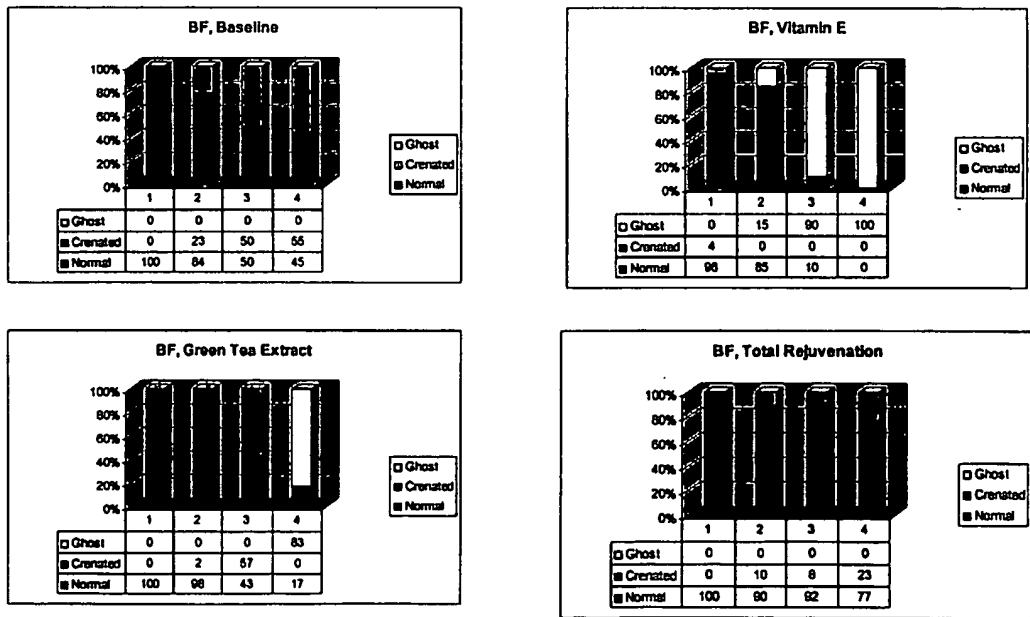 BF, Baseline
100%
80%
60%
40%
20%
0%
Ghost
Crenated
Normal
1 2 3 4
Ghost 0 0 0 0
Crenated 0 23 50 55
Normal 100 84 50 45
BF, Vitamin E
100%
80%
60%
40%
20%
0%
Ghost
Crenated
Normal
1 2 3 4
Ghost 0 15 90 100
Crenated 4 0 0 0
Normal 96 85 10 0
BF, Green Tea Extract
100%
80%
60%
40%
20%
0%
Ghost
Crenated
Normal
1 2 3 4
Ghost 0 0 0 83
Crenated 0 2 57 0
Normal 100 98 43 17
BF, Total Rejuvenation
100%
80%
60%
40%
20%
0%
Ghost
Crenated
Normal
1 2 3 4
Ghost 0 0 0 0
Crenated 0 10 8 23
Normal 100 90 92 77